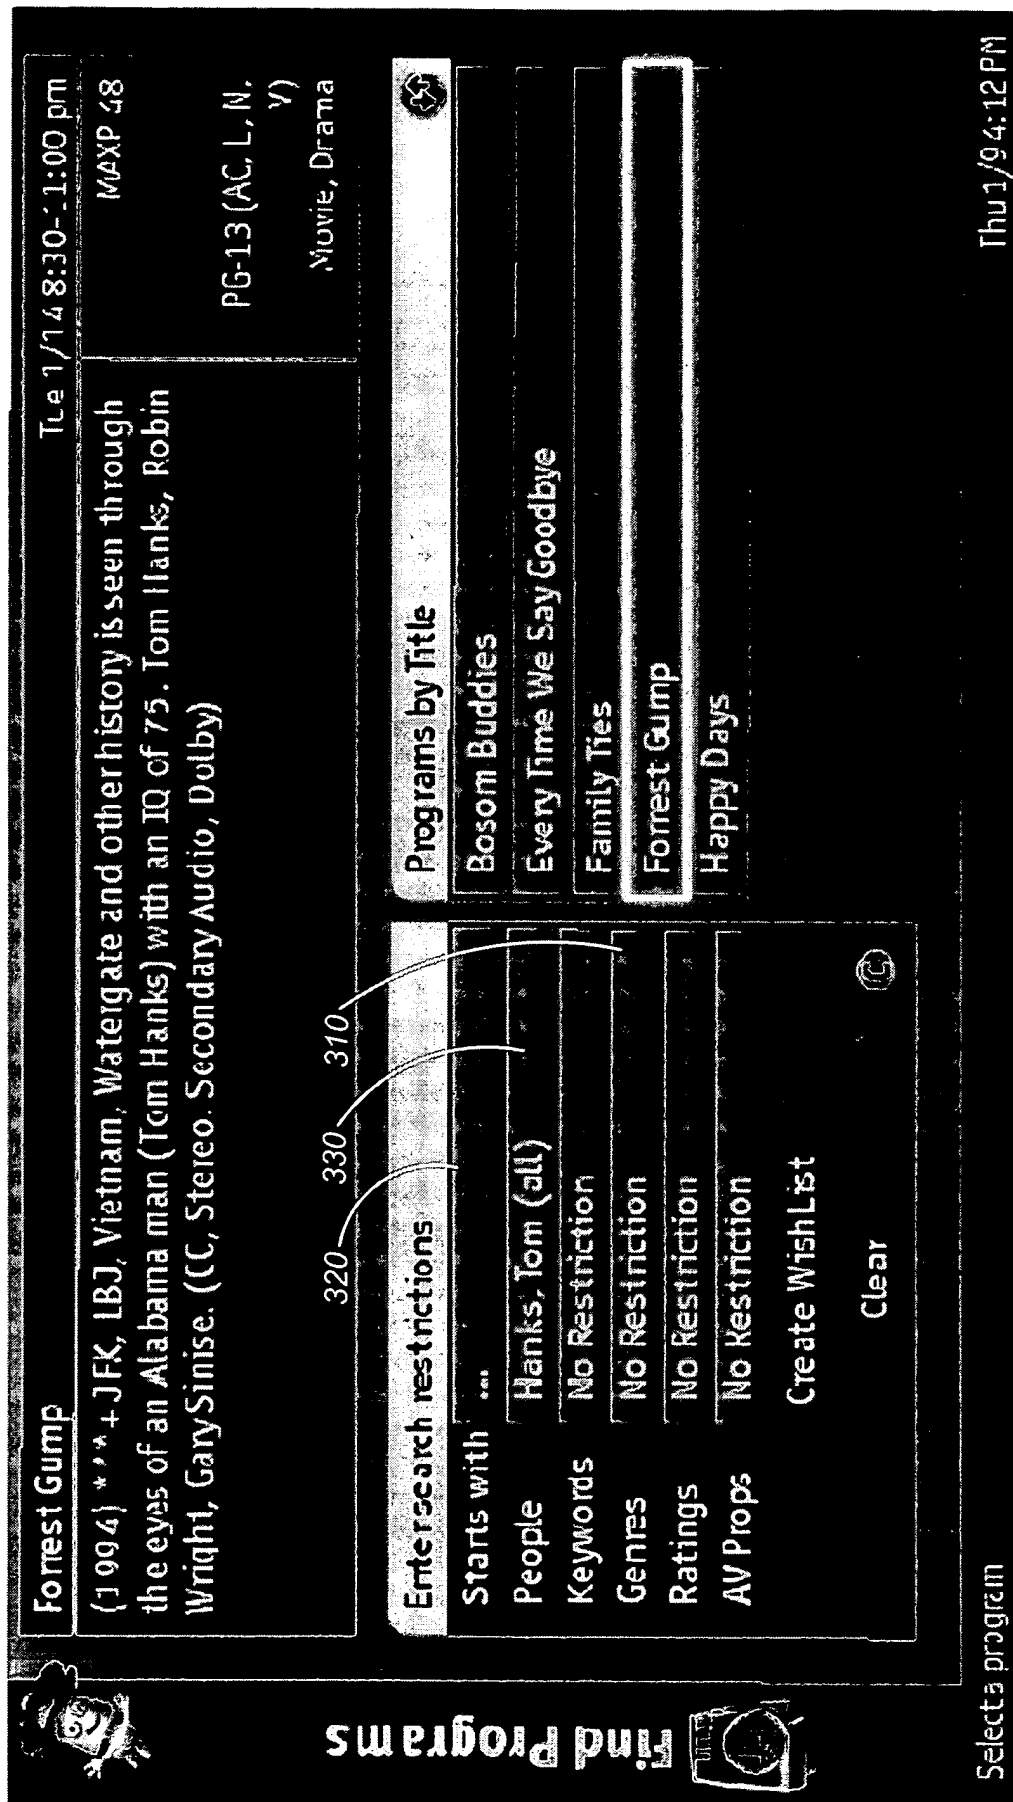 Find Programs
Forrest Gump
Tue 1/14 8:30-11:00 pm
(1994) ***+ JFK, LBJ, Vietnam, Watergate and other history is seen through
the eyes of an Alabama man (Tom Hanks) with an IQ of 75. Tom Hanks, Robin
Wright, Gary Sinise. (CC, Stereo. Secondary Audio, Dolby)
MAXP 48
PG-13 (AC, L, N,
V)
Movie, Drama
320
330
310
Enter search restrictions
Starts with ...
People Hanks, Tom (all)
Keywords No Restriction
Genres No Restriction
Ratings No Restriction
AV Props No Restriction
Create WishList
Clear
C
Programs by Title
Bosom Buddies
Every Time We Say Goodbye
Family Ties
Forrest Gump
Happy Days
Select a program
Thu 1/9 4:12 PM